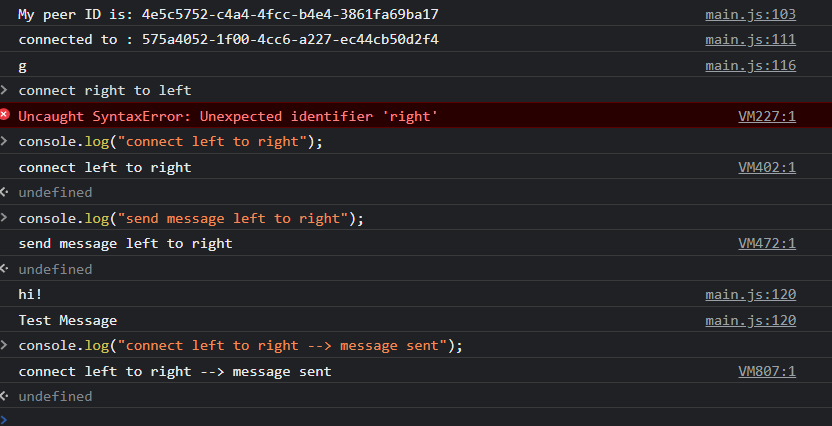 My peer ID is: 4e5c5752-c4a4-4fcc-b4e4-3861fa69ba17 main.js:103
connected to : 575a4052-1f00-4cc6-a227-ec44cb50d2f4 main.js:111
g main.js:116
> connect right to left
Uncaught SyntaxError: Unexpected identifier 'right' VM227:1
> console.log("connect left to right");
connect left to right VM402:1
undefined
> console.log("send message left to right");
send message left to right VM472:1
undefined
hi! main.js:120
Test Message main.js:120
> console.log("connect left to right --> message sent");
connect left to right --> message sent VM807:1
undefined
>